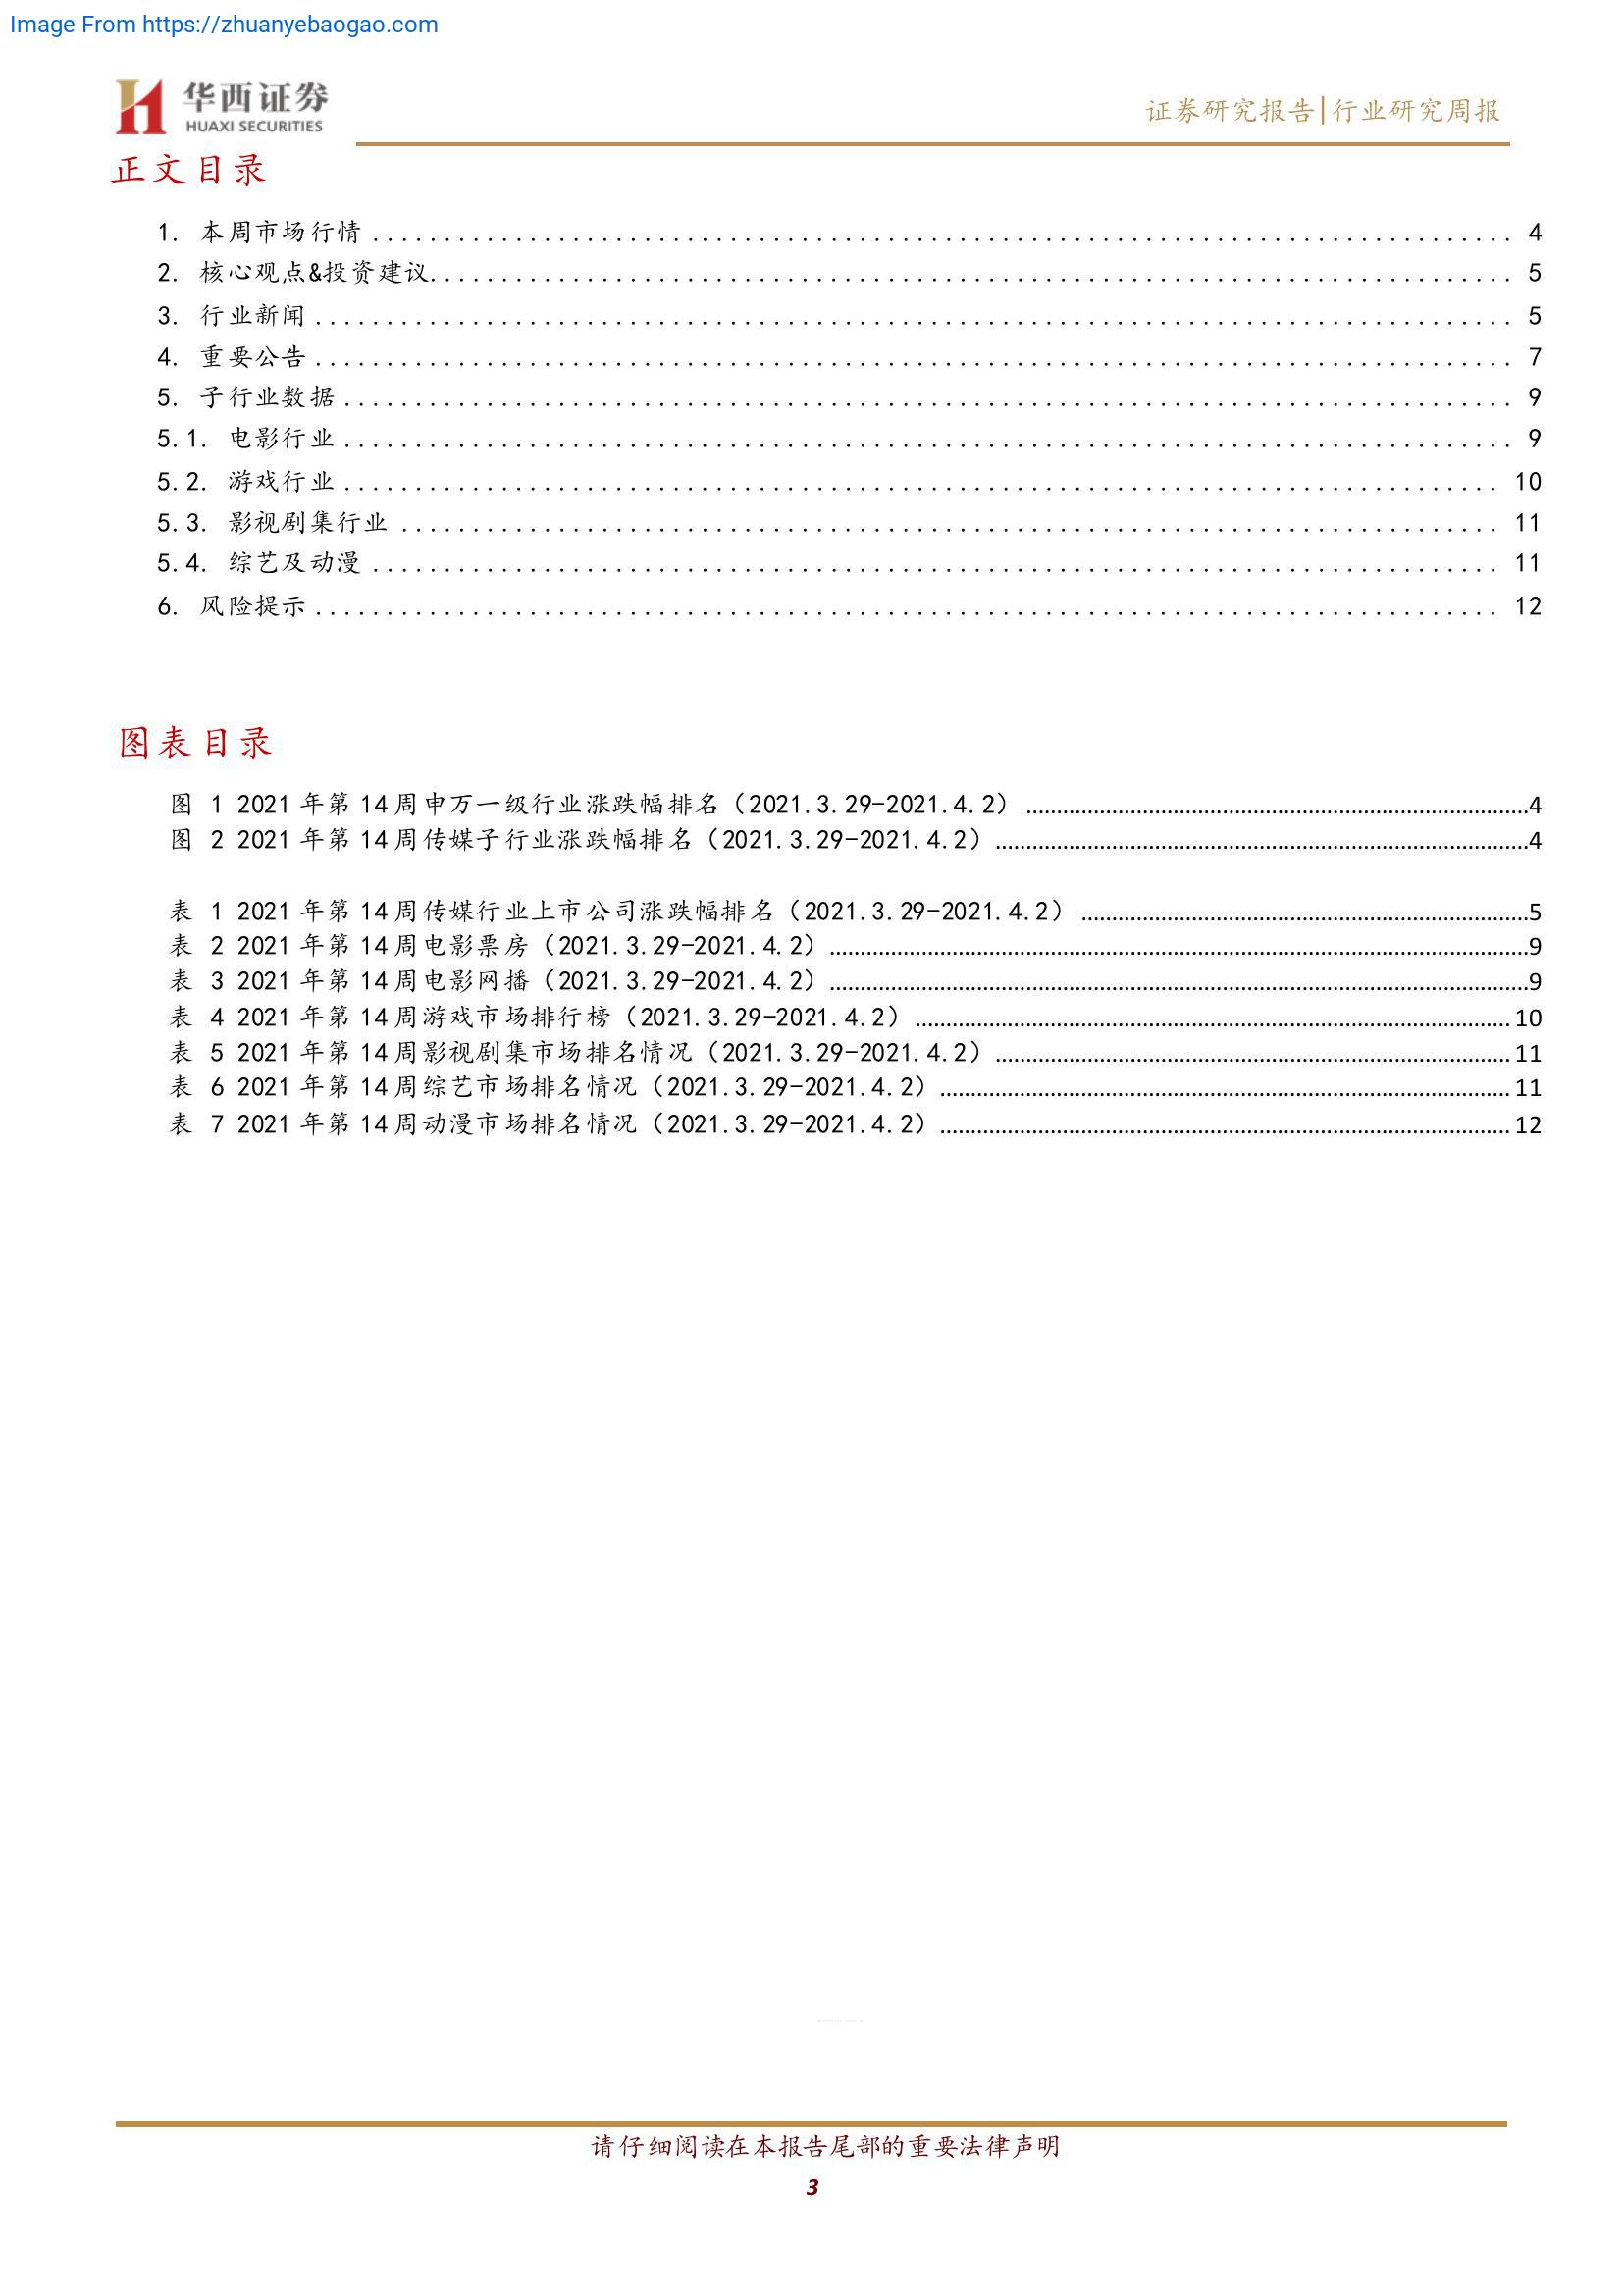 Image From https://zhuanyebaogao.com
华西证券
HUAXI SECURITIES
证券研究报告|行业研究周报
正文目录
1. 本周市场行情 ........................................ 4
2. 核心观点&投资建议 ........................................ 5
3. 行业新闻 ........................................ 5
4. 重要公告 ........................................ 7
5. 子行业数据 ........................................ 9
5.1. 电影行业 ........................................ 9
5.2. 游戏行业 ........................................ 10
5.3. 影视剧集行业 ........................................ 11
5.4. 综艺及动漫 ........................................ 11
6. 风险提示 ........................................ 12
图表目录
图 1 2021 年第 14 周申万一级行业涨跌幅排名（2021.3.29-2021.4.2） ........................................ 4
图 2 2021 年第 14 周传媒子行业涨跌幅排名（2021.3.29-2021.4.2） ........................................ 4
表 1 2021 年第 14 周传媒行业上市公司涨跌幅排名（2021.3.29-2021.4.2） ........................................ 5
表 2 2021 年第 14 周电影票房（2021.3.29-2021.4.2） ........................................ 9
表 3 2021 年第 14 周电影网播（2021.3.29-2021.4.2） ........................................ 9
表 4 2021 年第 14 周游戏市场排行榜（2021.3.29-2021.4.2） ........................................ 10
表 5 2021 年第 14 周影视剧集市场排名情况（2021.3.29-2021.4.2） ........................................ 11
表 6 2021 年第 14 周综艺市场排名情况（2021.3.29-2021.4.2） ........................................ 11
表 7 2021 年第 14 周动漫市场排名情况（2021.3.29-2021.4.2） ........................................ 12
请仔细阅读在本报告尾部的重要法律声明
3